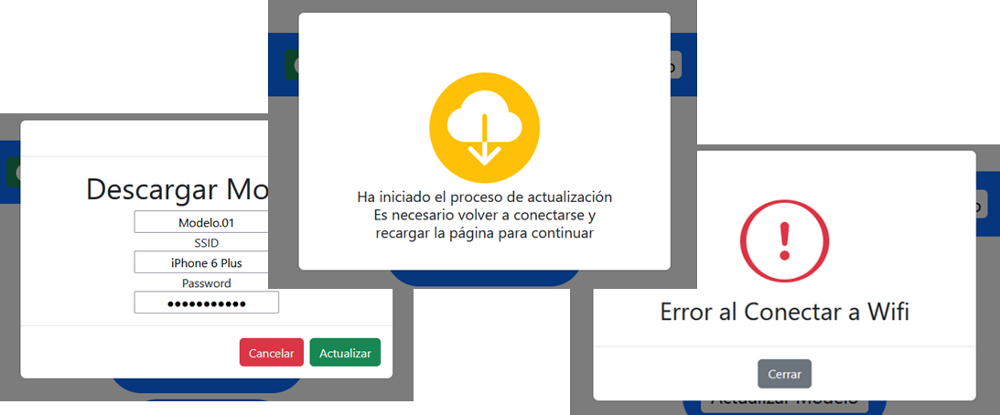 Descargar Mo
Modelo.01
SSID
iPhone 6 Plus
Password
Cancelar
Actualizar
Ha iniciado el proceso de actualización
Es necesario volver a conectarse y
recargar la página para continuar
Error al Conectar a Wifi
Cerrar
Actualizar Modelo